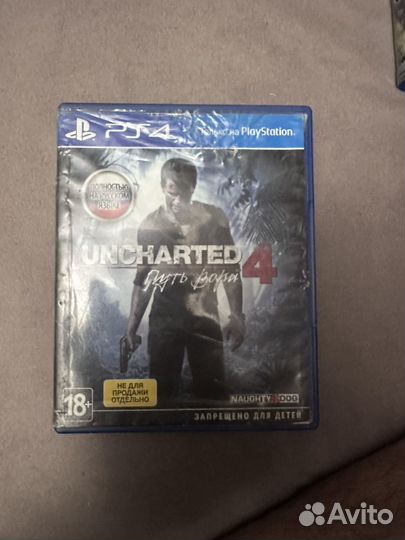 PS4
только на PlayStation
ПОЛНОСТЬЮ
НА РУССКОМ
ЯЗЫКЕ
UNCHARTED 4
Путь вора
НЕ ДЛЯ
ПРОДАЖИ
ОТДЕЛЬНО
18+
NAUGHTY DOG
ЗАПРЕЩЕНО ДЛЯ ДЕТЕЙ
Avito